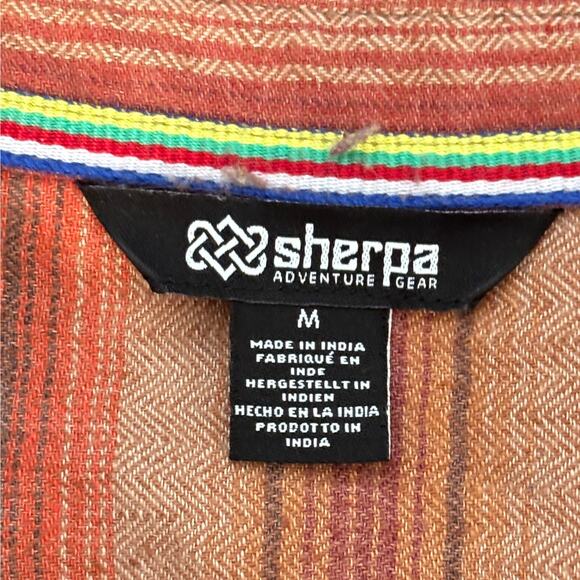 sherpa
ADVENTURE GEAR
M
MADE IN INDIA
FABRIQUÉ EN
INDE
HERGESTELLT IN
INDIEN
HECHO EN LA INDIA
PRODOTTO IN
INDIA